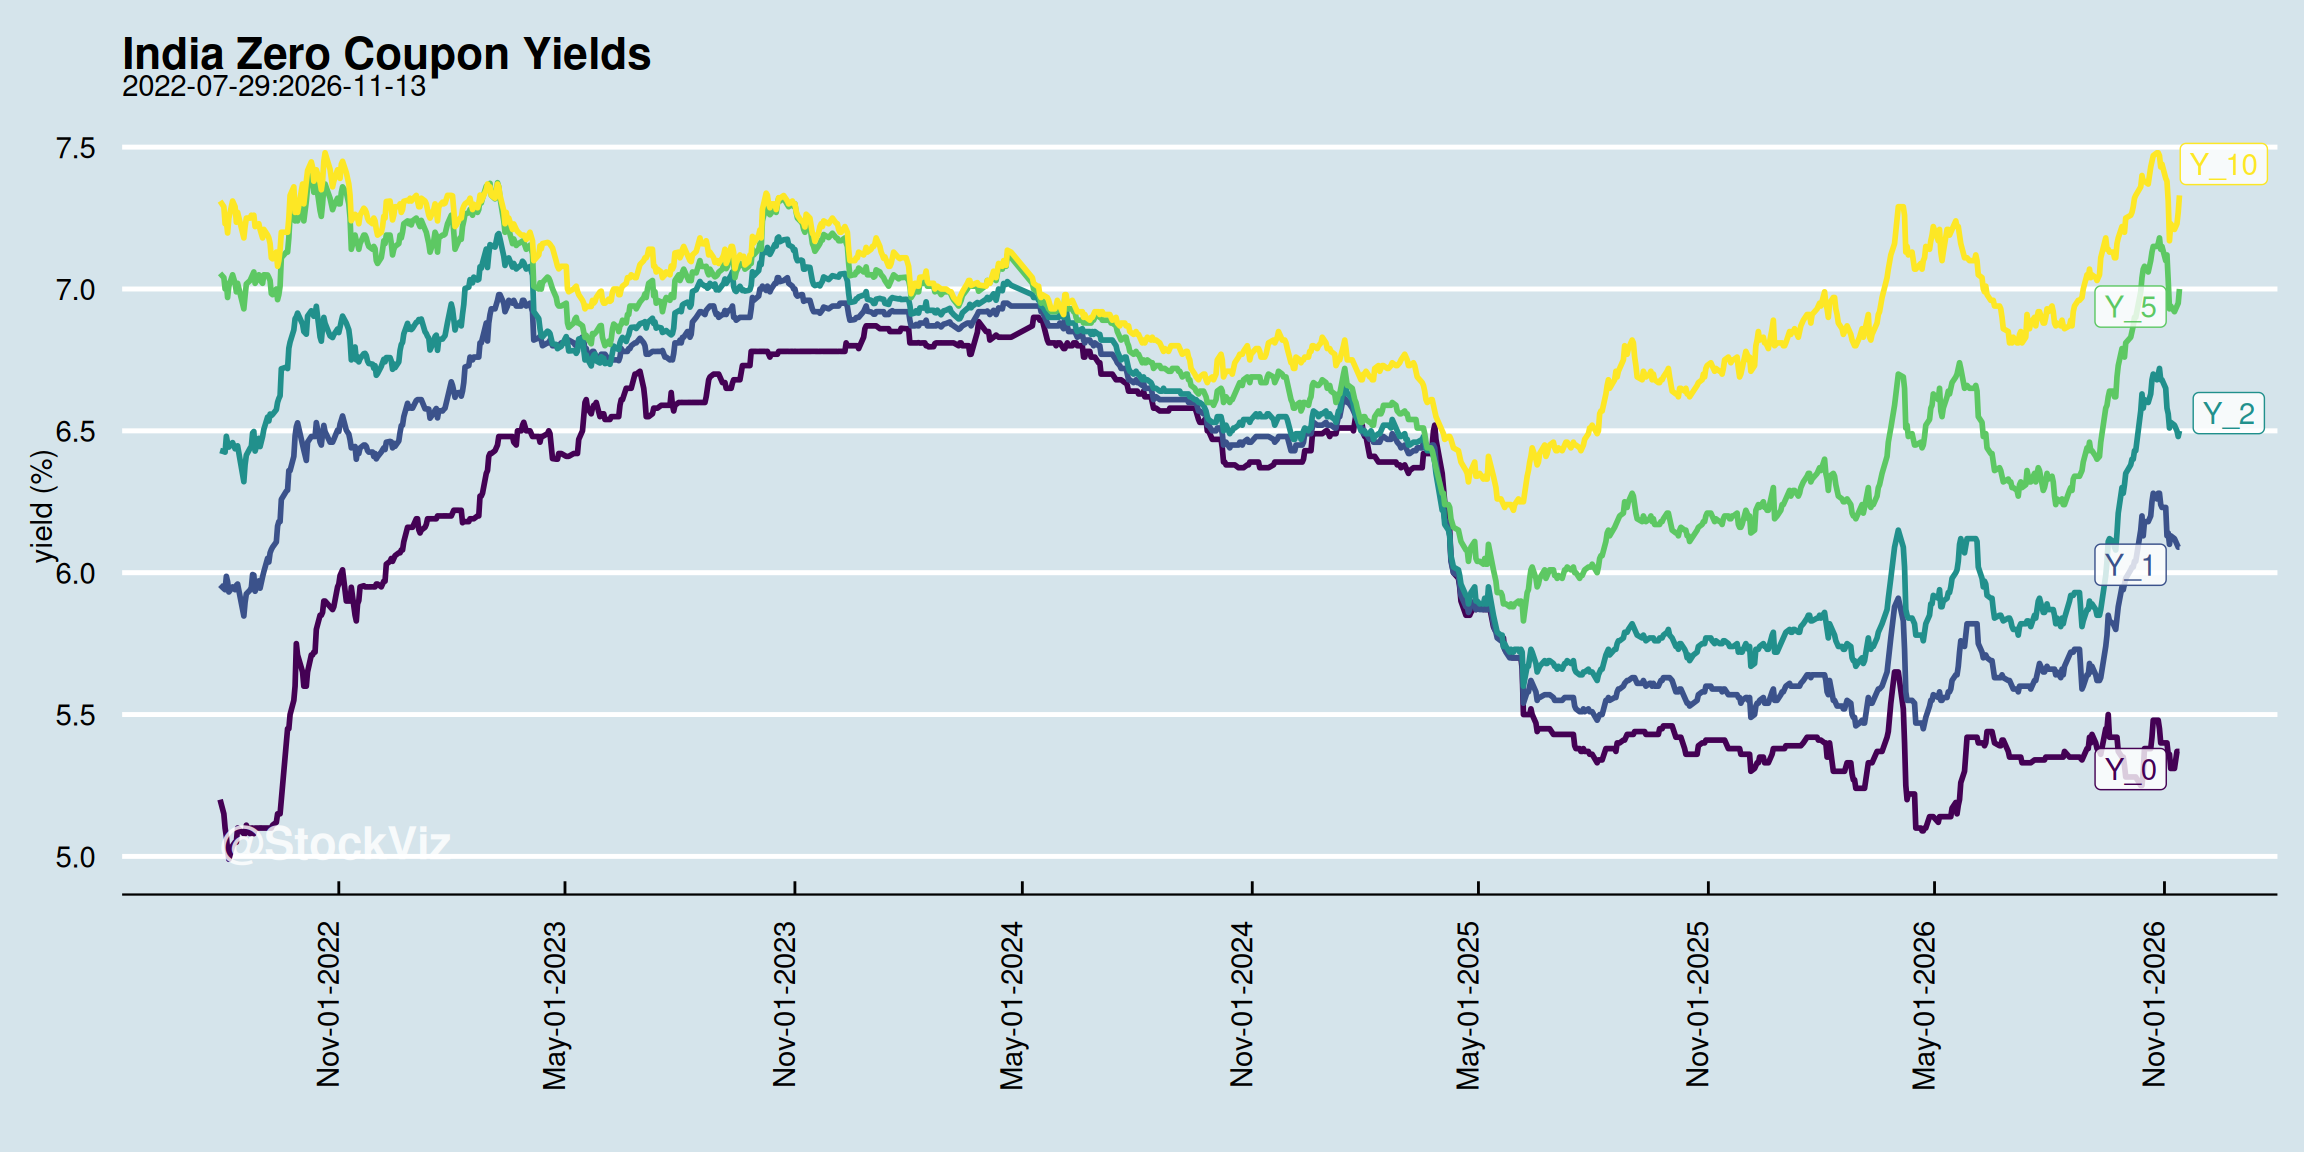 India Zero Coupon Yields
2022-07-29:2026-11-13
yield (%)
7.5
7.0
6.5
6.0
5.5
5.0
Y_10
Y_5
Y_2
Y_1
Y_0
@StockViz
Nov-01-2022
May-01-2023
Nov-01-2023
May-01-2024
Nov-01-2024
May-01-2025
Nov-01-2025
May-01-2026
Nov-01-2026